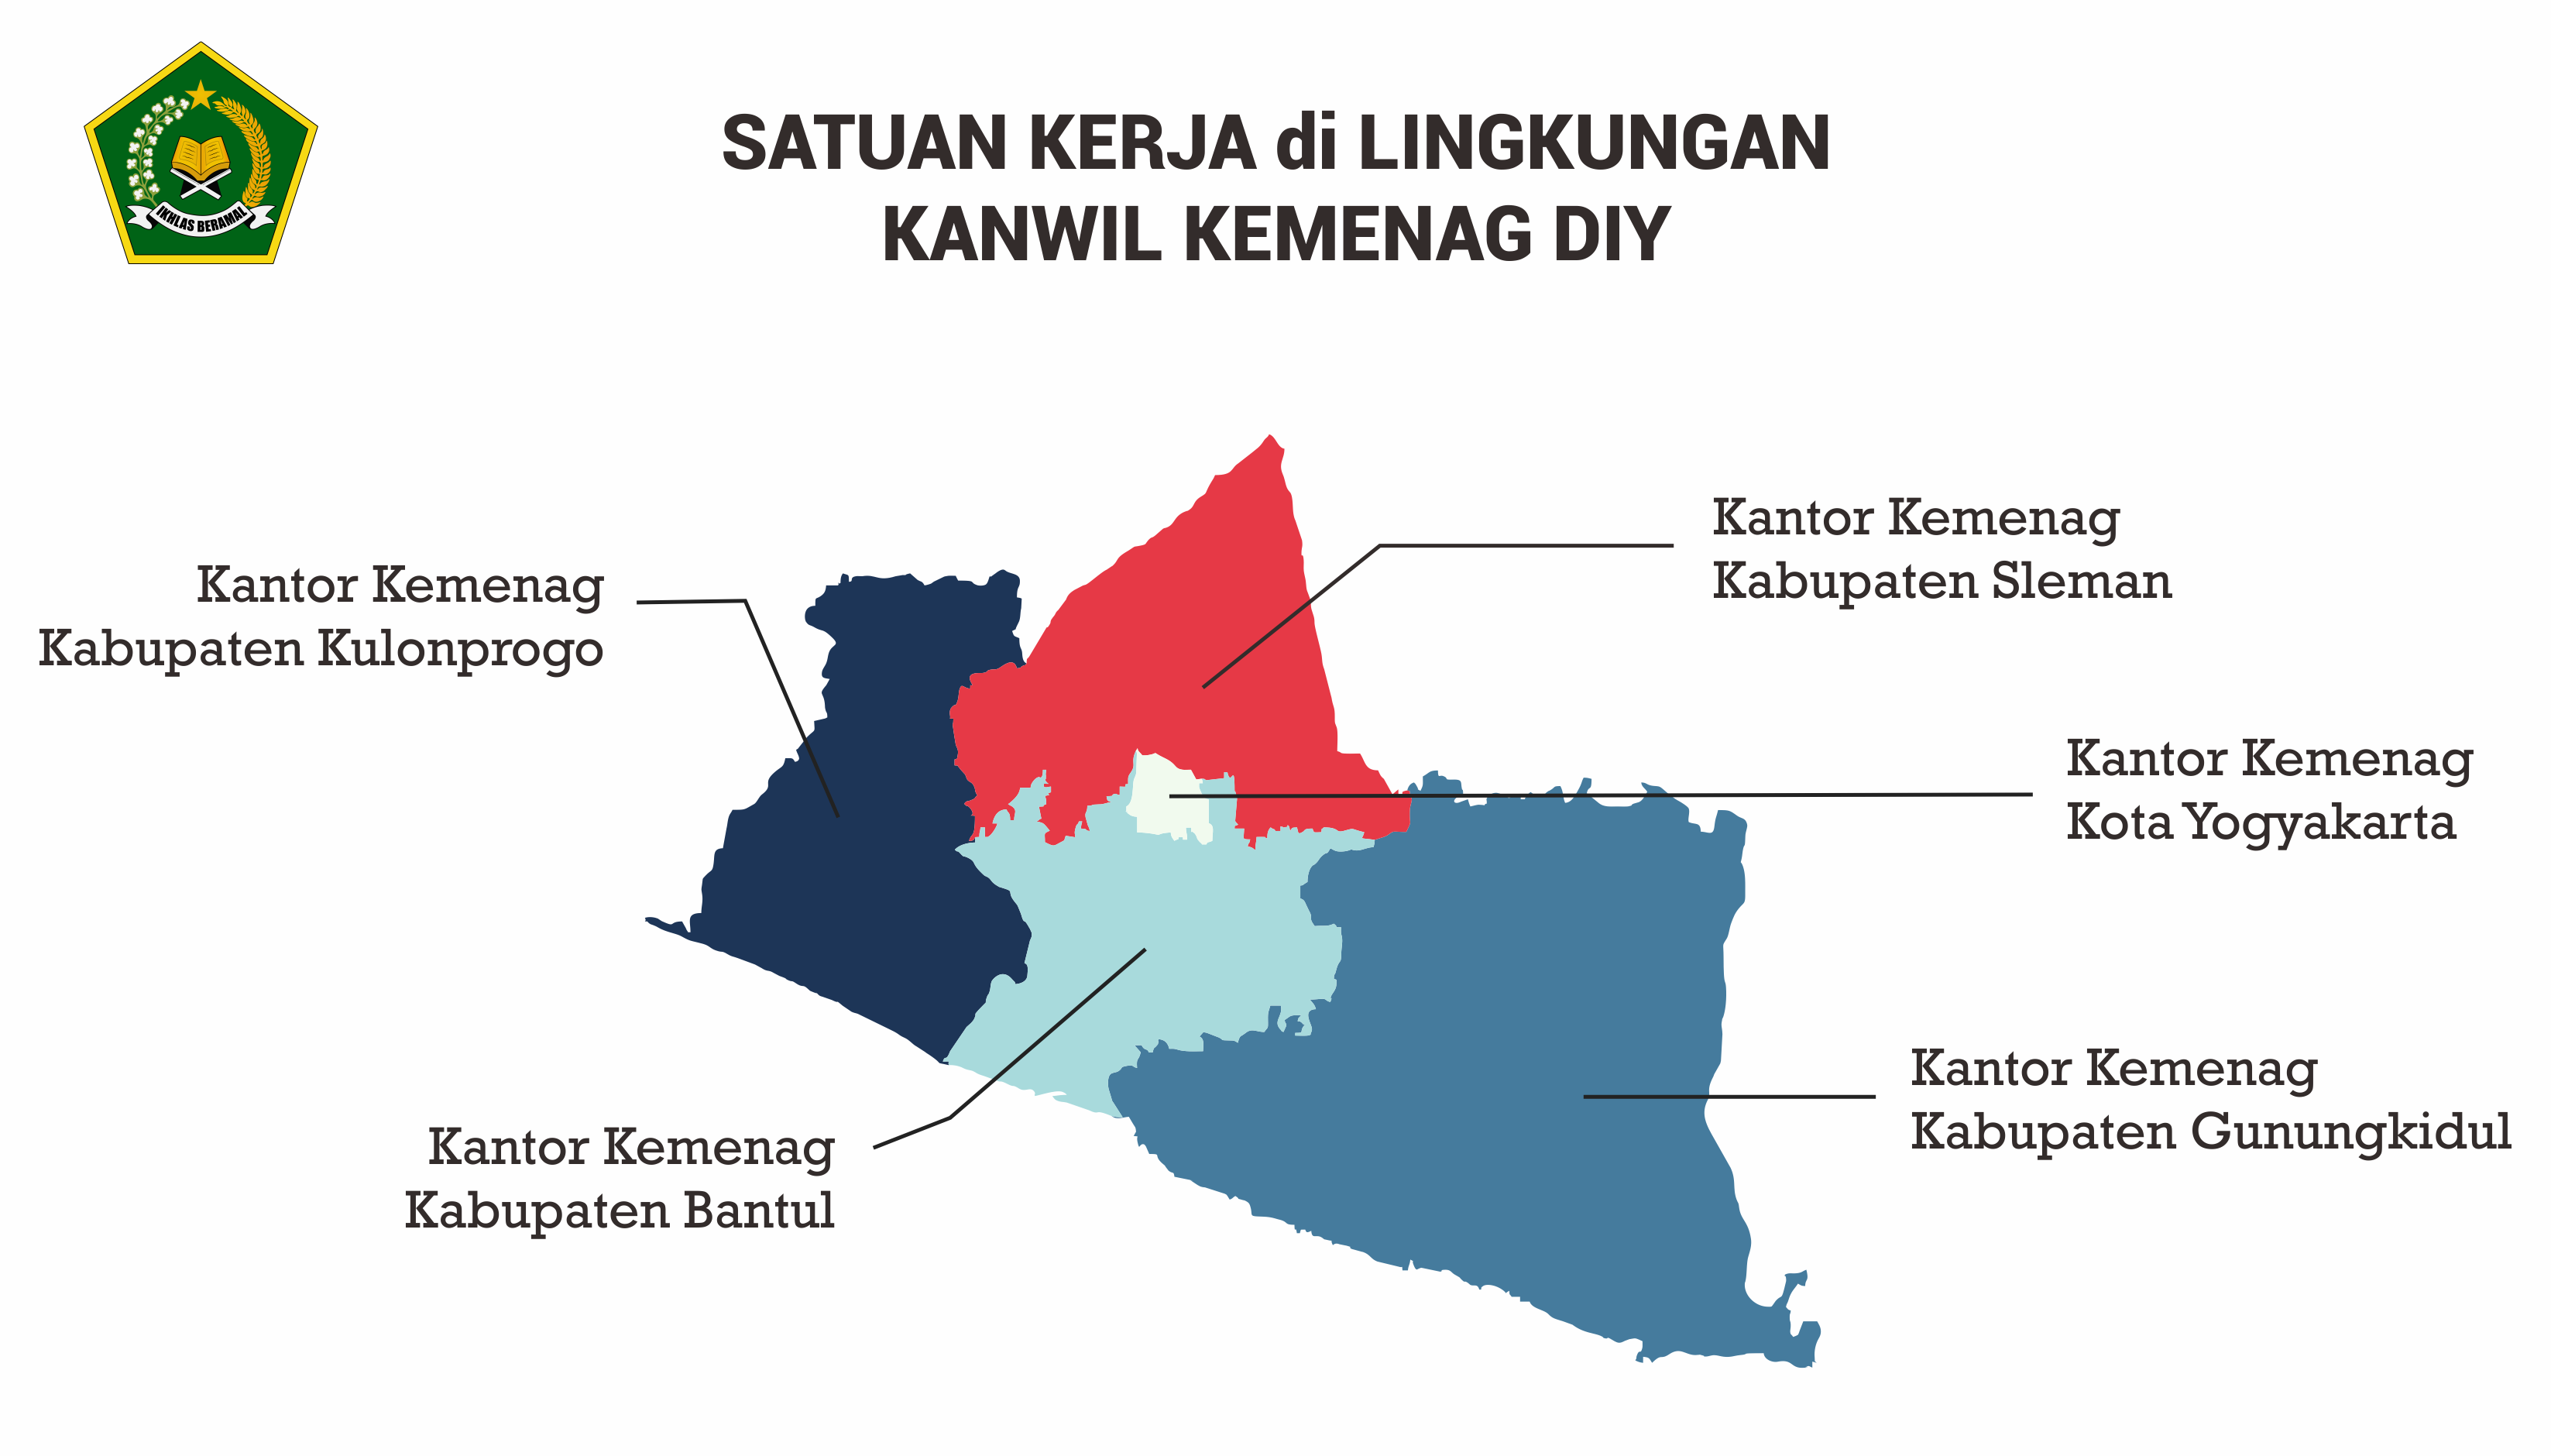 IKHLAS BERAMAL
SATUAN KERJA di LINGKUNGAN
KANWIL KEMENAG DIY
Kantor Kemenag
Kabupaten Sleman
Kantor Kemenag
Kabupaten Kulonprogo
Kantor Kemenag
Kota Yogyakarta
Kantor Kemenag
Kabupaten Gunungkidul
Kantor Kemenag
Kabupaten Bantul